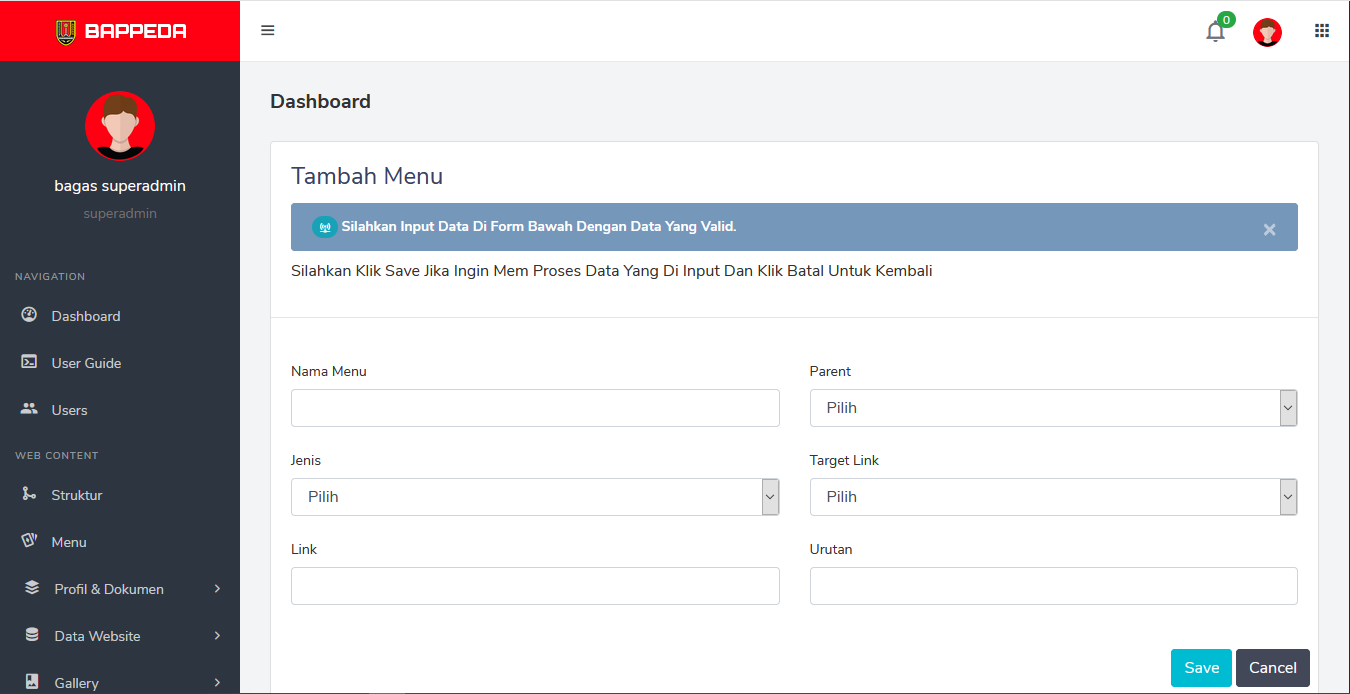 BAPPEDA
0
bagas superadmin
superadmin
NAVIGATION
Dashboard
User Guide
Users
WEB CONTENT
Struktur
Menu
Profil & Dokumen
Data Website
Gallery
Dashboard
Tambah Menu
Silahkan Input Data Di Form Bawah Dengan Data Yang Valid.
×
Silahkan Klik Save Jika Ingin Mem Proses Data Yang Di Input Dan Klik Batal Untuk Kembali
Nama Menu
Parent
Pilih
Jenis
Target Link
Pilih
Pilih
Link
Urutan
Save
Cancel